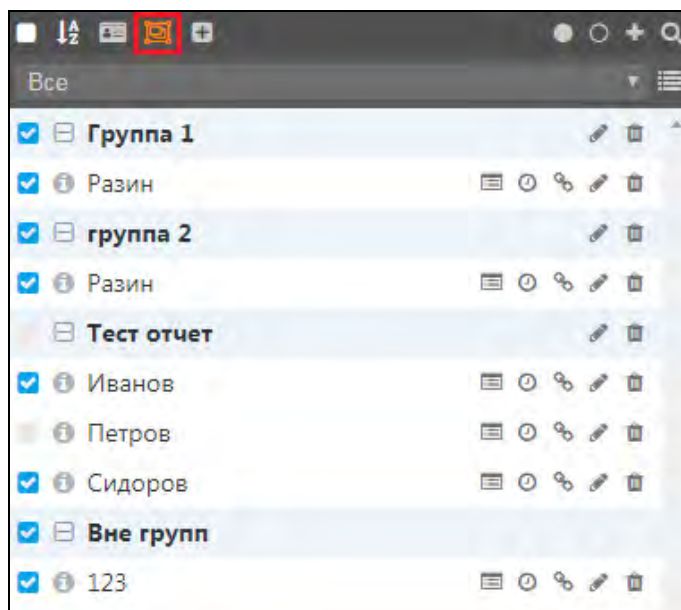 Все
Группа 1
Разин
группа 2
Разин
Тест отчет
Иванов
Петров
Сидоров
Вне групп
123